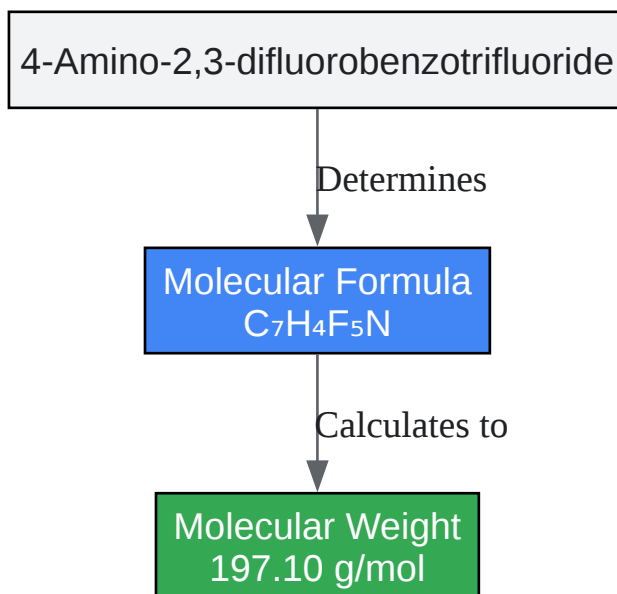 4-Amino-2,3-difluorobenzotrifluoride
Determines
Molecular Formula
C₇H₄F₅N
Calculates to
Molecular Weight
197.10 g/mol